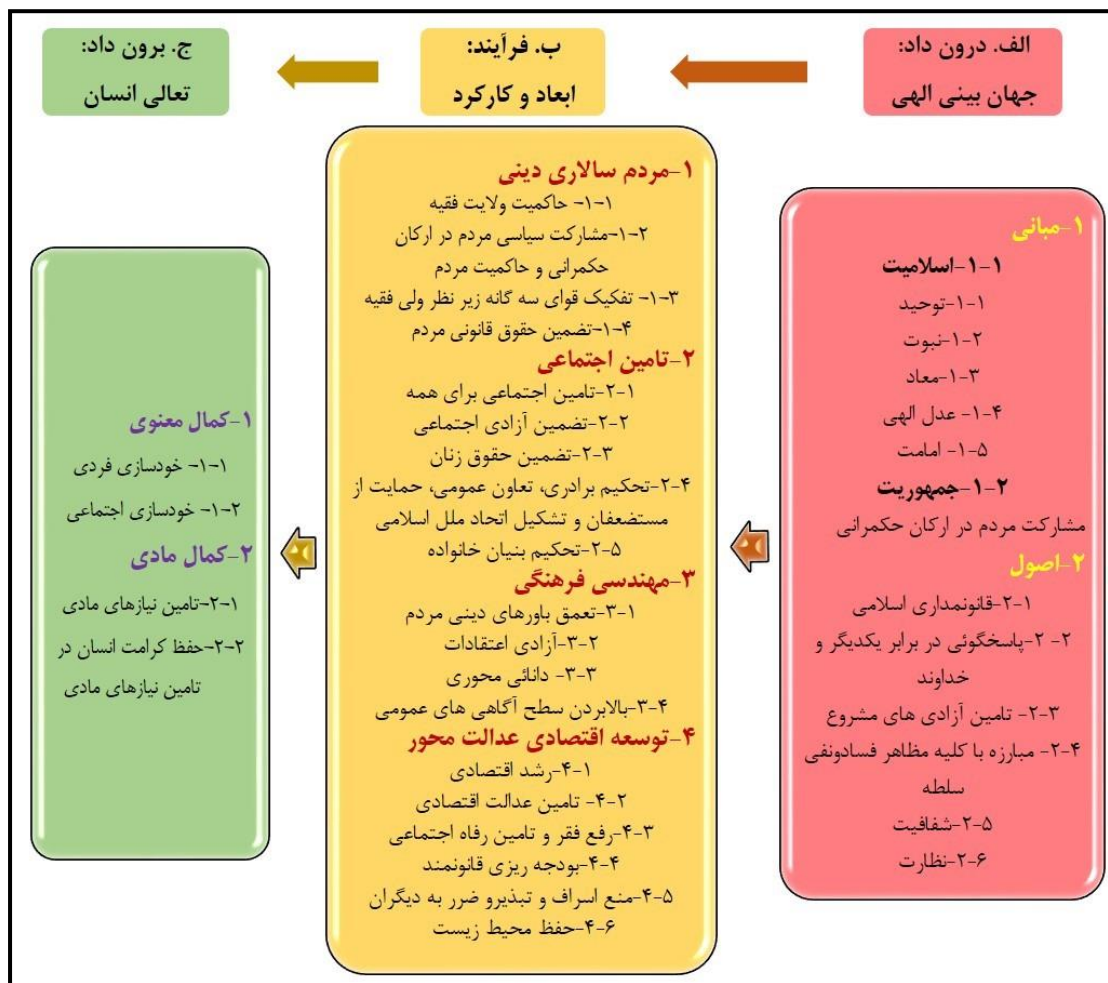 الف. درون داد:
جهان بینی الهی
ب. فرآیند:
ابعاد و کارکرد
ج. برون داد:
تعالی انسان
۱-مبانی
۱-۱-اسلامیت
۱-۱-توحید
۱-۲-نبوت
۱-۳-معاد
۱-۴- عدل الهی
۱-۵- امامت
۱-۲-جمهوریت
مشارکت مردم در ارکان حکمرانی
۲-اصول
۲-۱-قانونمداری اسلامی
۲- ۲-پاسخگوئی در برابر یکدیگر و
خداوند
۲-۳- تامین آزادی های مشروع
۲-۴- مبارزه با کلیه مظاهر فسادونفی
سلطه
۲-۵-شفافیت
۲-۶-نظارت
۱-مردم سالاری دینی
۱-۱- حاکمیت ولایت فقیه
۱-۲-مشارکت سیاسی مردم در ارکان
حکمرانی و حاکمیت مردم
۱-۳- تفکیک قوای سه گانه زیر نظر ولی فقیه
۱-۴-تضمین حقوق قانونی مردم
۲-تامین اجتماعی
۲-۱-تامین اجتماعی برای همه
۲-۲-تضمین آزادی اجتماعی
۲-۳-تضمین حقوق زنان
۲-۴-تحکیم برادری، تعاون عمومی، حمایت از
مستضعفان و تشکیل اتحاد ملل اسلامی
۲-۵-تحکیم بنیان خانواده
۳-مهندسی فرهنگی
۳-۱-تعمق باورهای دینی مردم
۳-۲-آزادی اعتقادات
۳-۳- دانائی محوری
۳-۴-بالابردن سطح آگاهی های عمومی
۴-توسعه اقتصادی عدالت محور
۴-۱-رشد اقتصادی
۴-۲- تامین عدالت اقتصادی
۴-۳-رفع فقر و تامین رفاه اجتماعی
۴-۴-بودجه ریزی قانونمند
۴-۵-منع اسراف و تبذیرو ضرر به دیگران
۴-۶-حفظ محیط زیست
۱-کمال معنوی
۱-۱- خودسازی فردی
۱-۲- خودسازی اجتماعی
۲-کمال مادی
۲-۱-تامین نیازهای مادی
۲-۲-حفظ کرامت انسان در
تامین نیازهای مادی